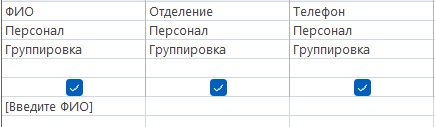 ФИО Отделение Телефон
Персонал Персонал Персонал
Группировка Группировка Группировка
[Введите ФИО]